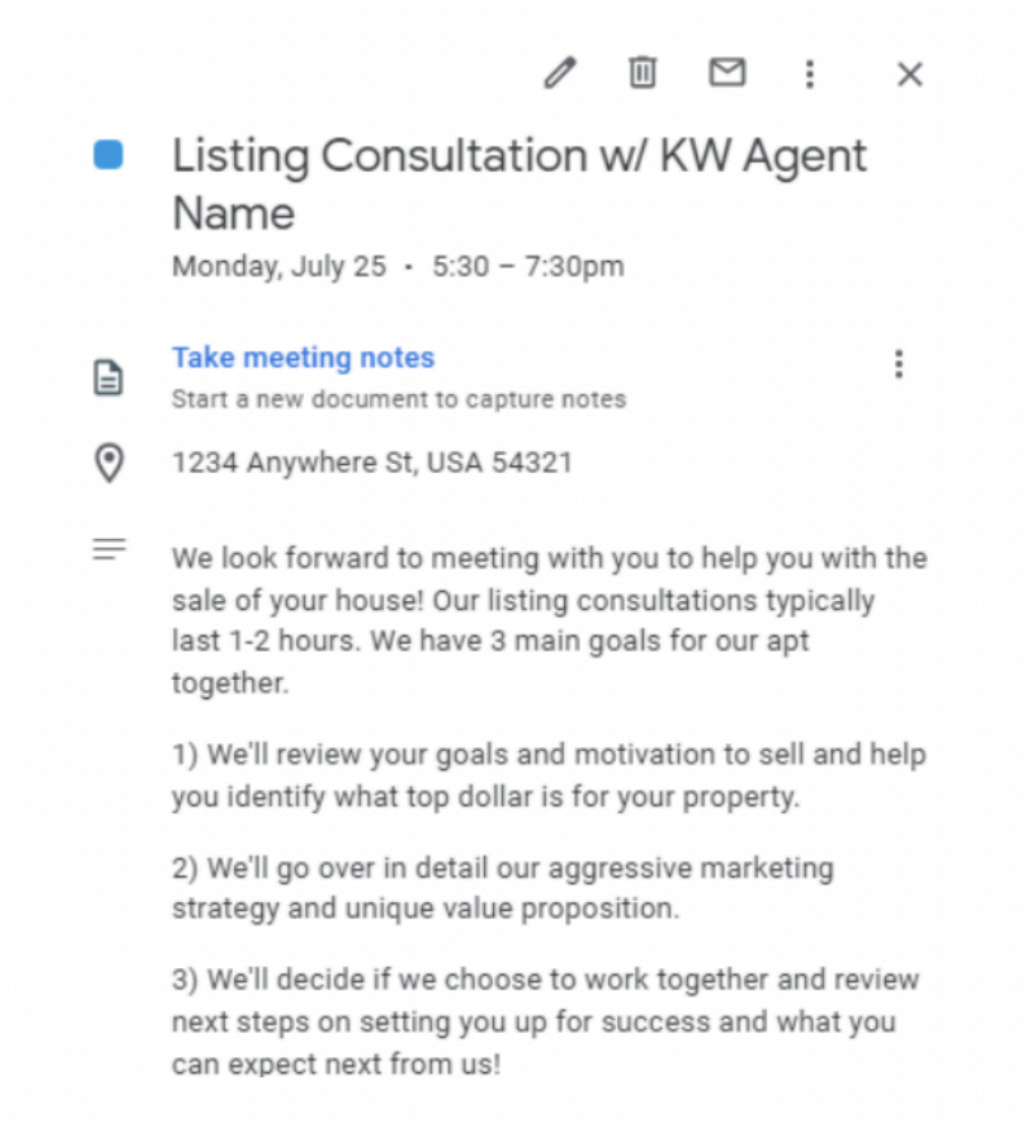 Listing Consultation w/ KW Agent
Name
Monday, July 25 • 5:30 – 7:30pm
Take meeting notes
Start a new document to capture notes
1234 Anywhere St, USA 54321
We look forward to meeting with you to help you with the
sale of your house! Our listing consultations typically
last 1-2 hours. We have 3 main goals for our apt
together.
1) We'll review your goals and motivation to sell and help
you identify what top dollar is for your property.
2) We'll go over in detail our aggressive marketing
strategy and unique value proposition.
3) We'll decide if we choose to work together and review
next steps on setting you up for success and what you
can expect next from us!